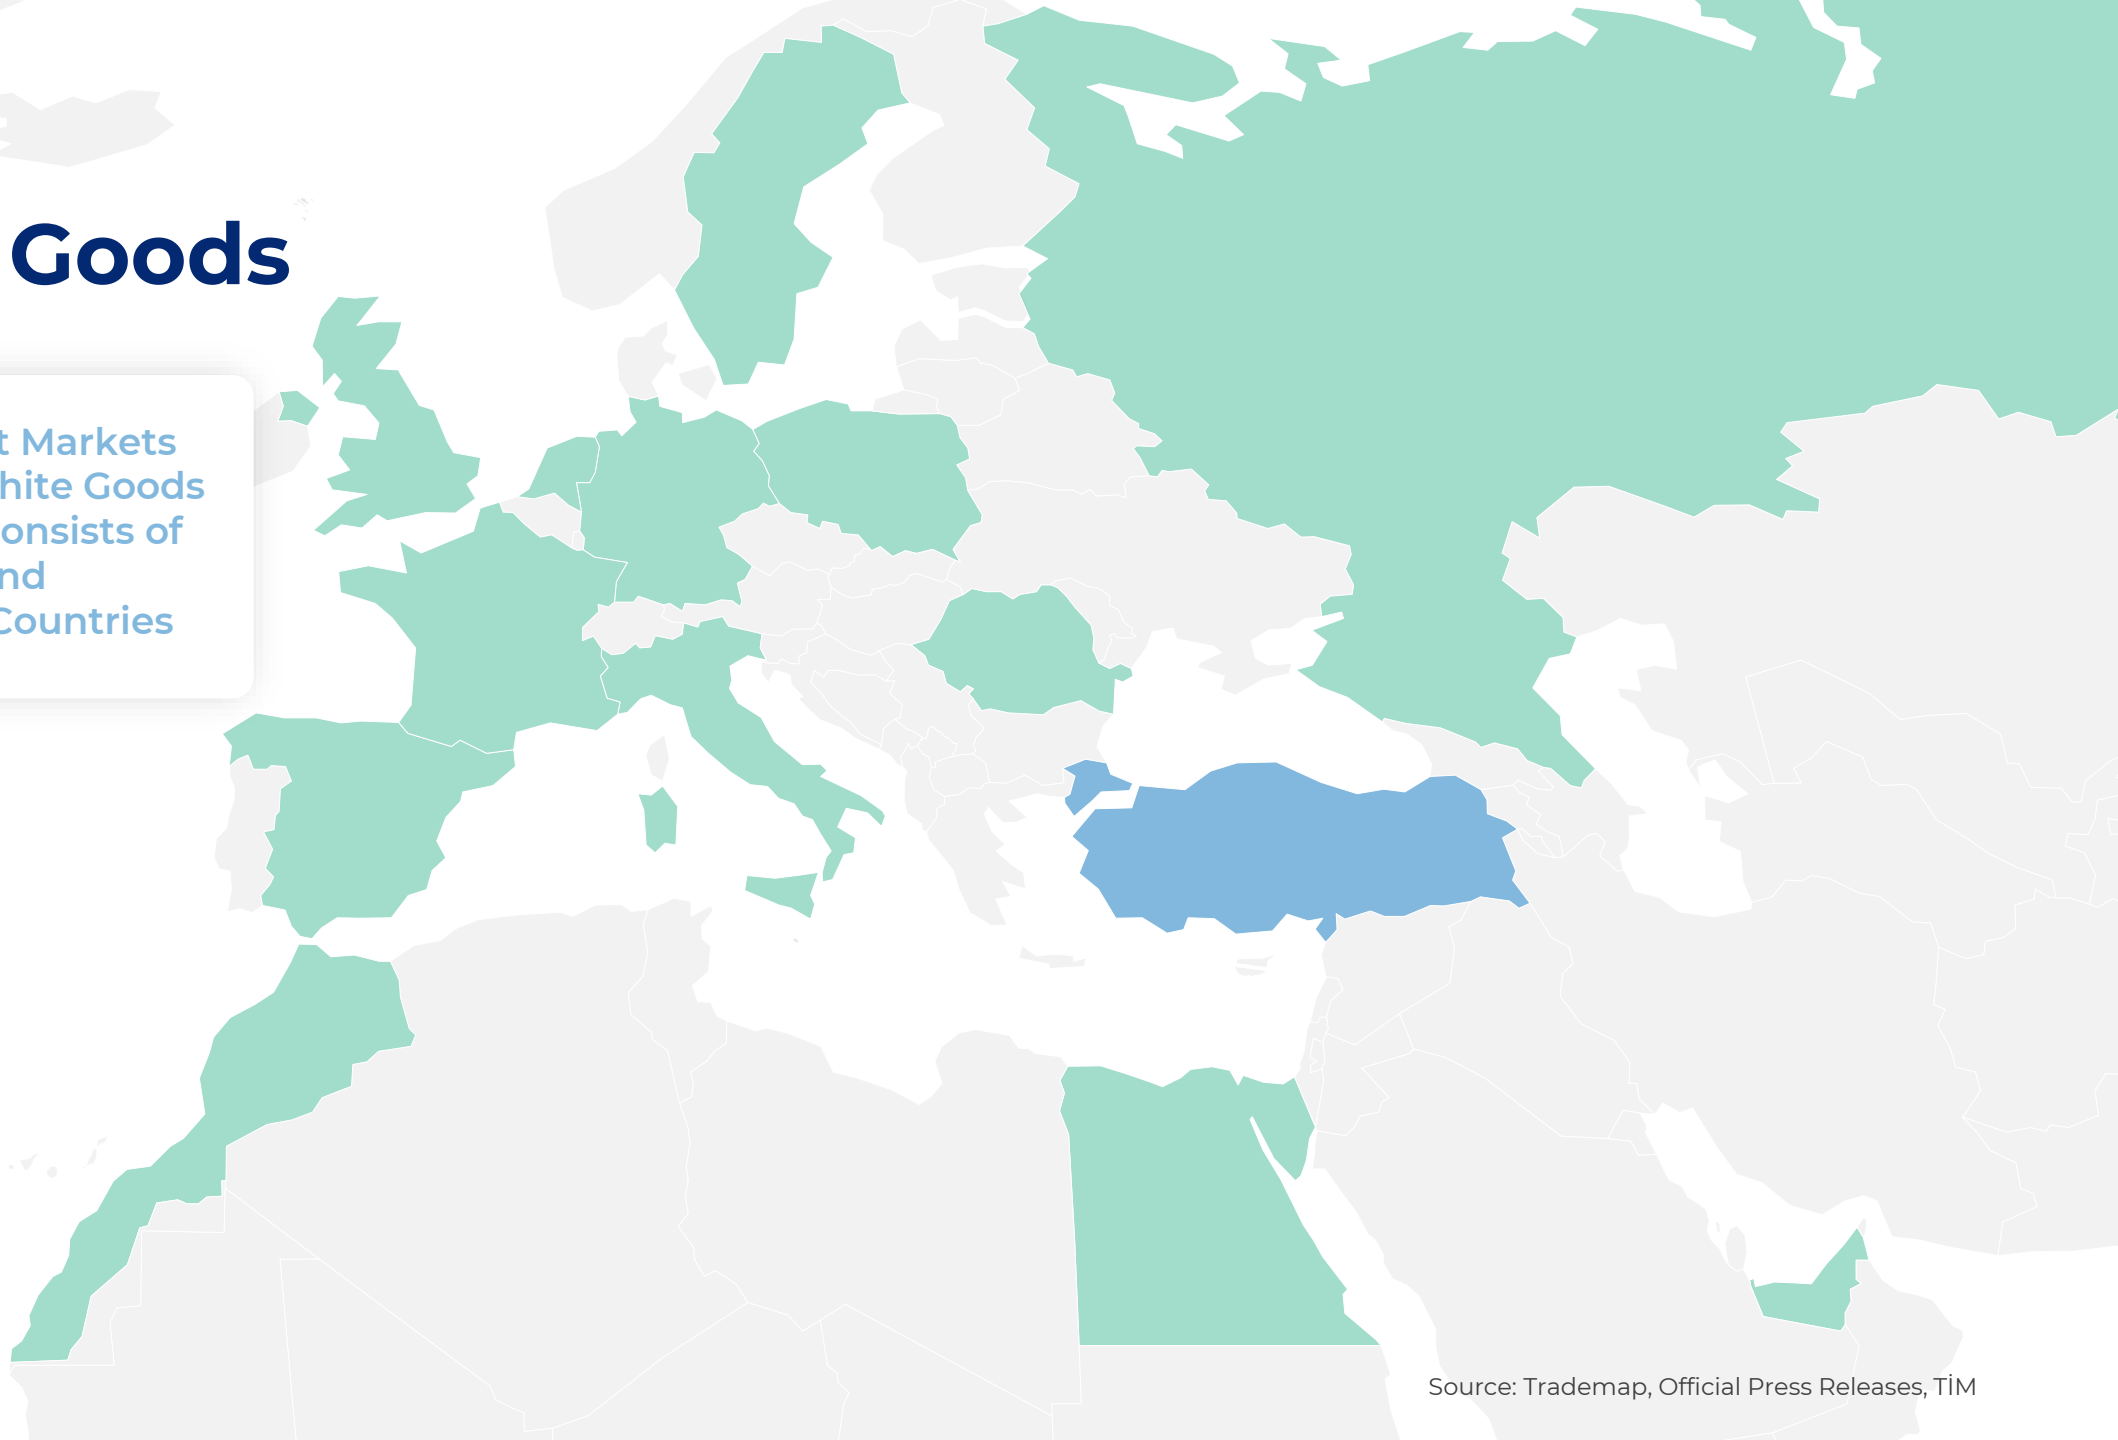 Goods
t Markets
hite Goods
onsists of
nd
Countries
Source: Trademap, Official Press Releases, TİM